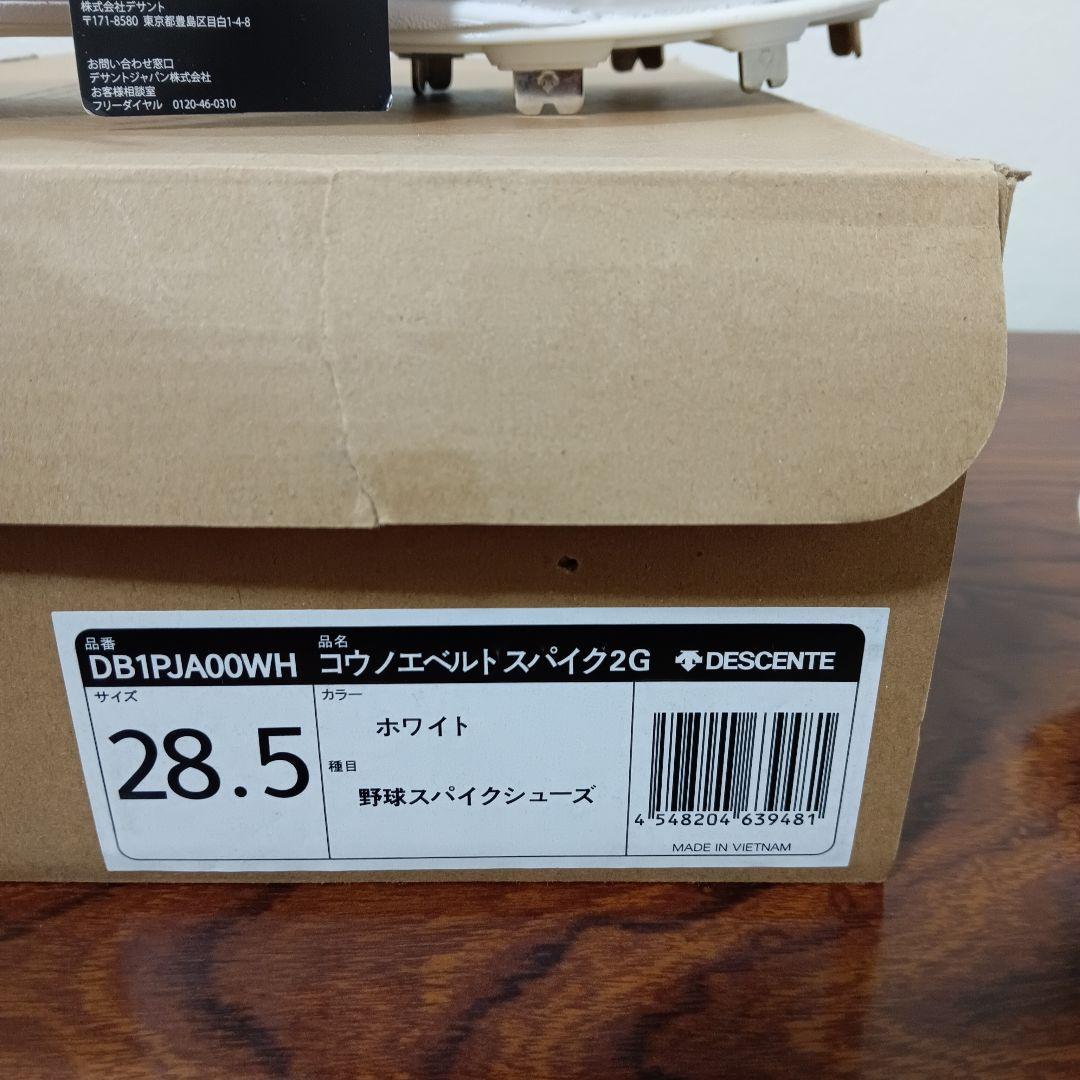 株式会社デサント
〒171-8580 東京都豊島区目白1-4-8
お問い合わせ窓口
デサントジャパン株式会社
お客様相談室
フリーダイヤル 0120-46-0310
品番
DB1PJA00WH
品名
コウノエベルトスパイク2G
DESCENTE
サイズ
28.5
カラー
ホワイト
種目
野球スパイクシューズ
4 548204 639481
MADE IN VIETNAM